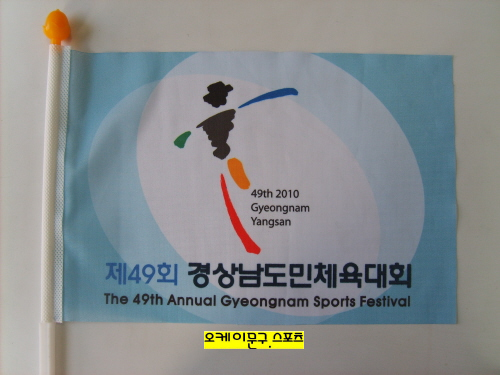 49th 2010
Gyeongnam
Yangsan
제49회 경상남도민체육대회
The 49th Annual Gyeongnam Sports Festival
오케이문구.스포츠